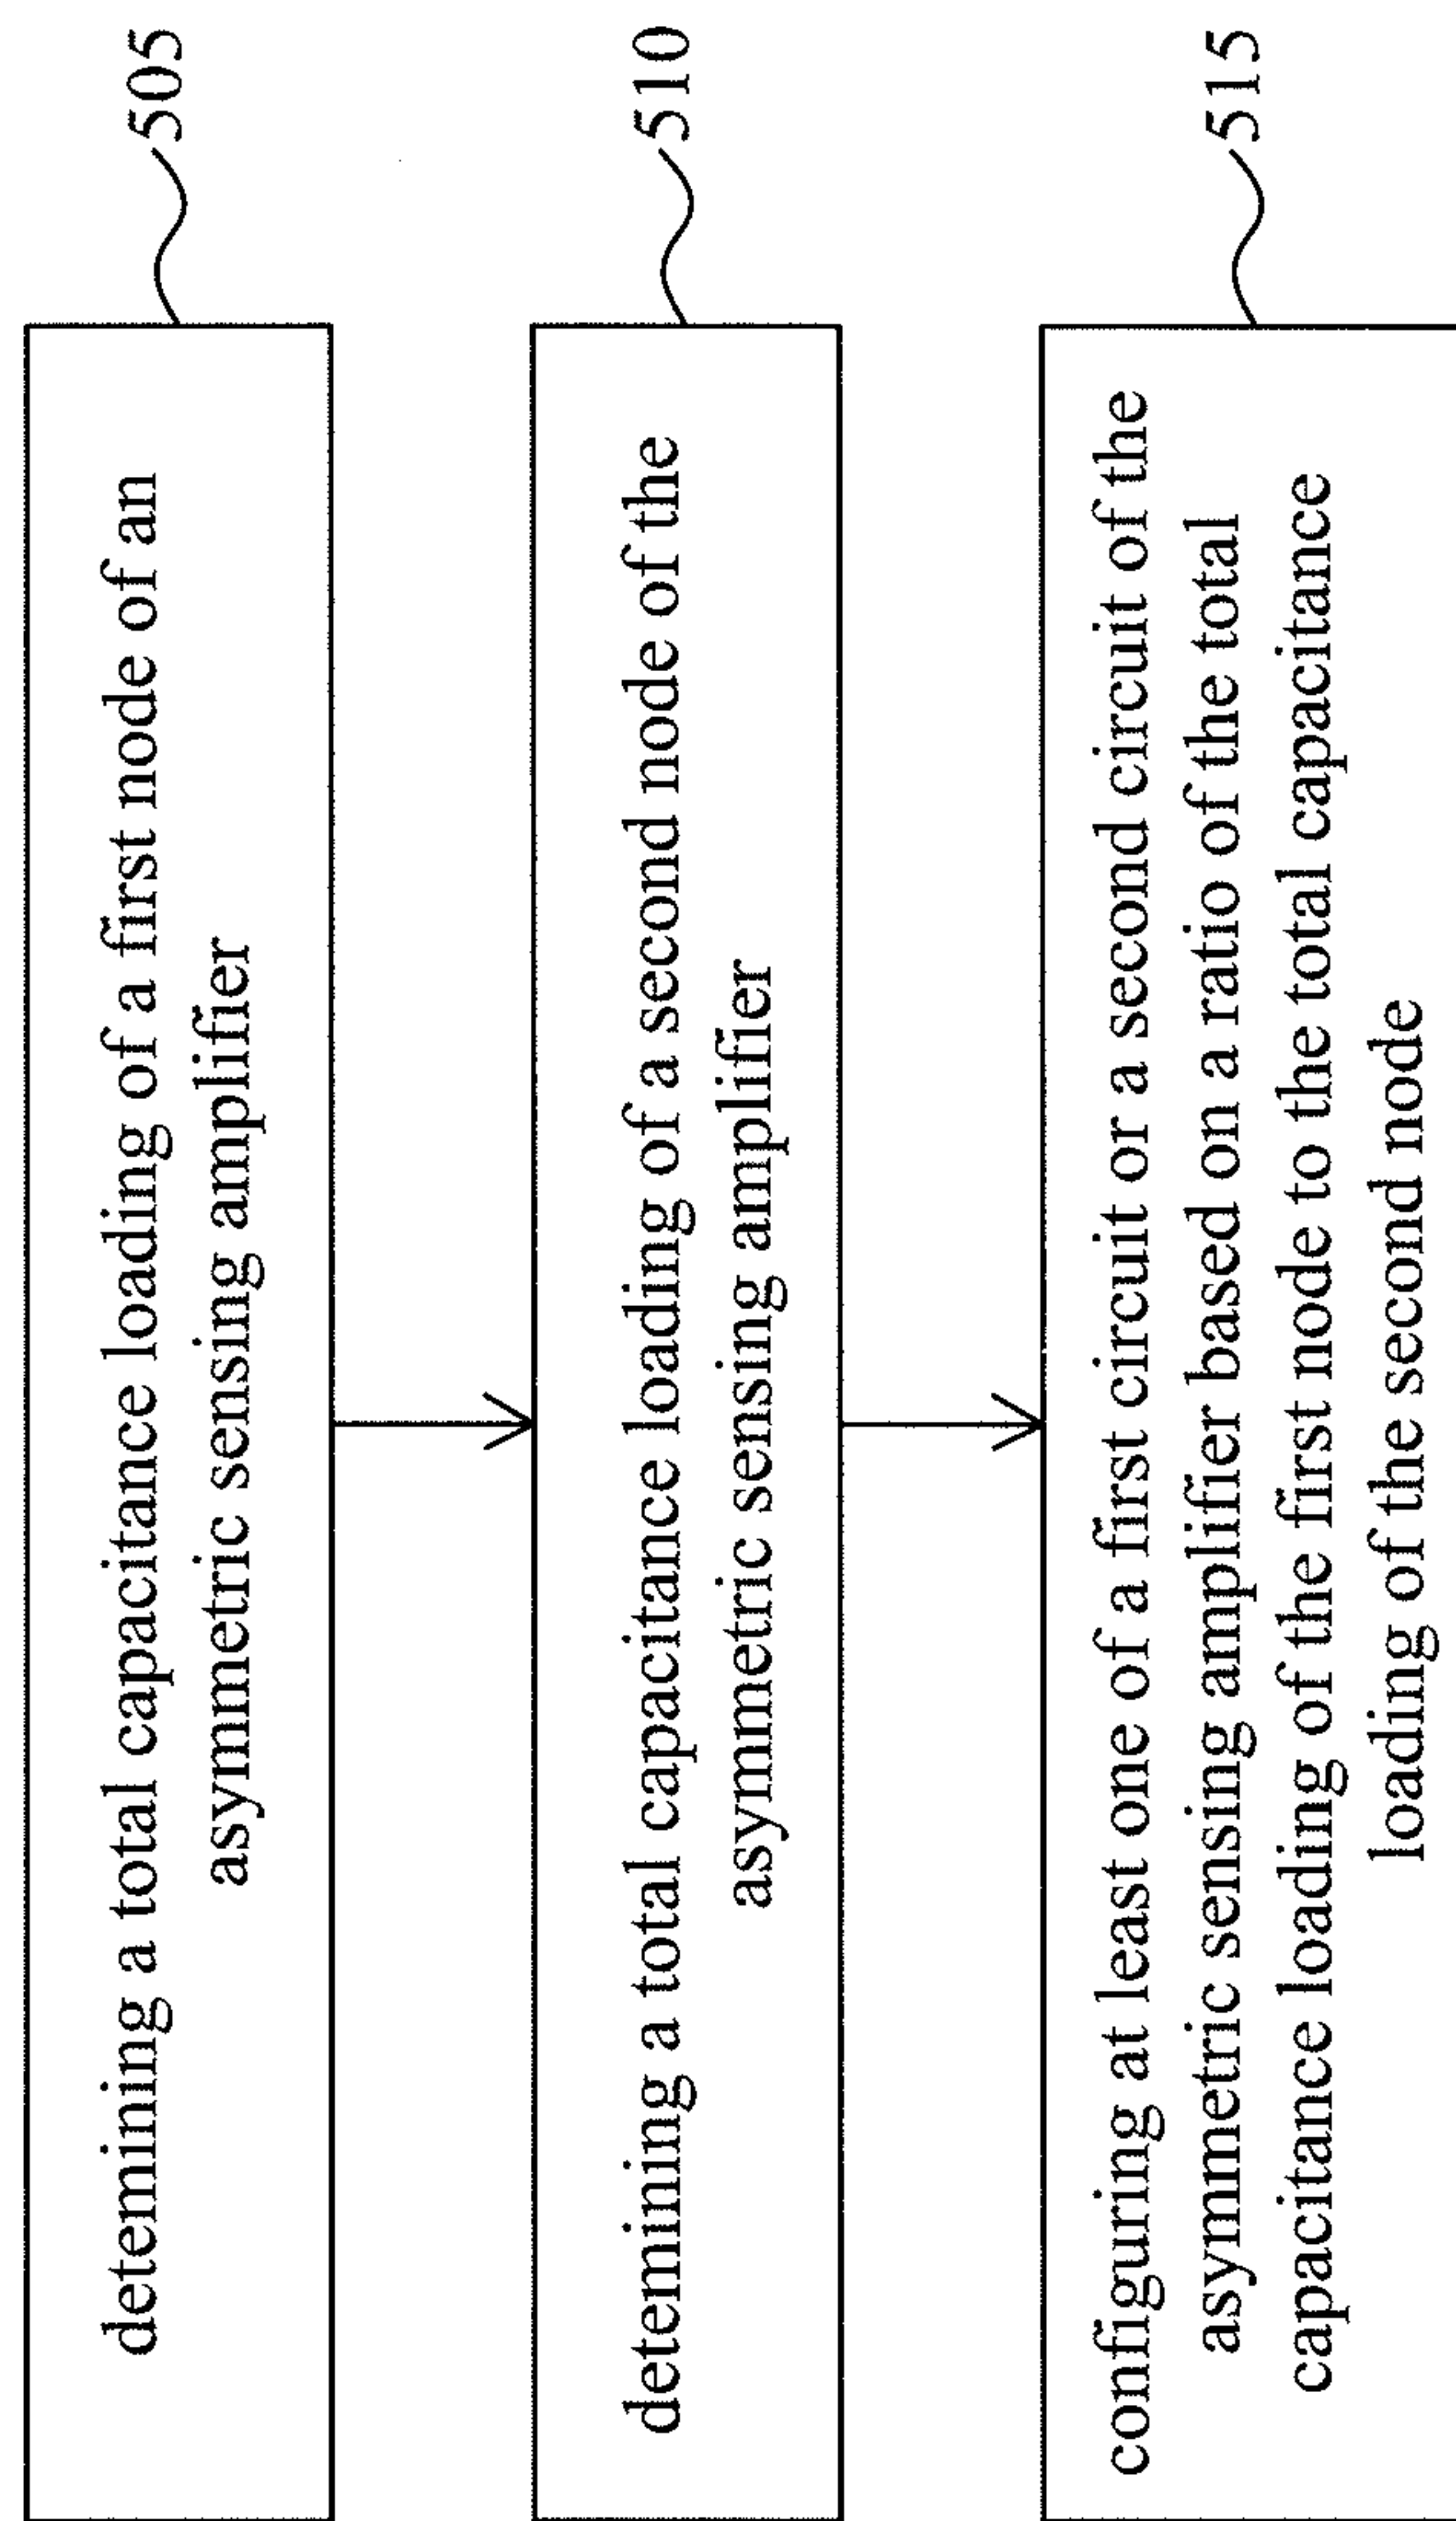 detemining a total capacitance loading of a first node of an
asymmetric sensing amplifier
505
detemining a total capacitance loading of a second node of the
asymmetric sensing amplifier
510
configuring at least one of a first circuit or a second circuit of the
asymmetric sensing amplifier based on a ratio of the total
capacitance loading of the first node to the total capacitance
loading of the second node
515